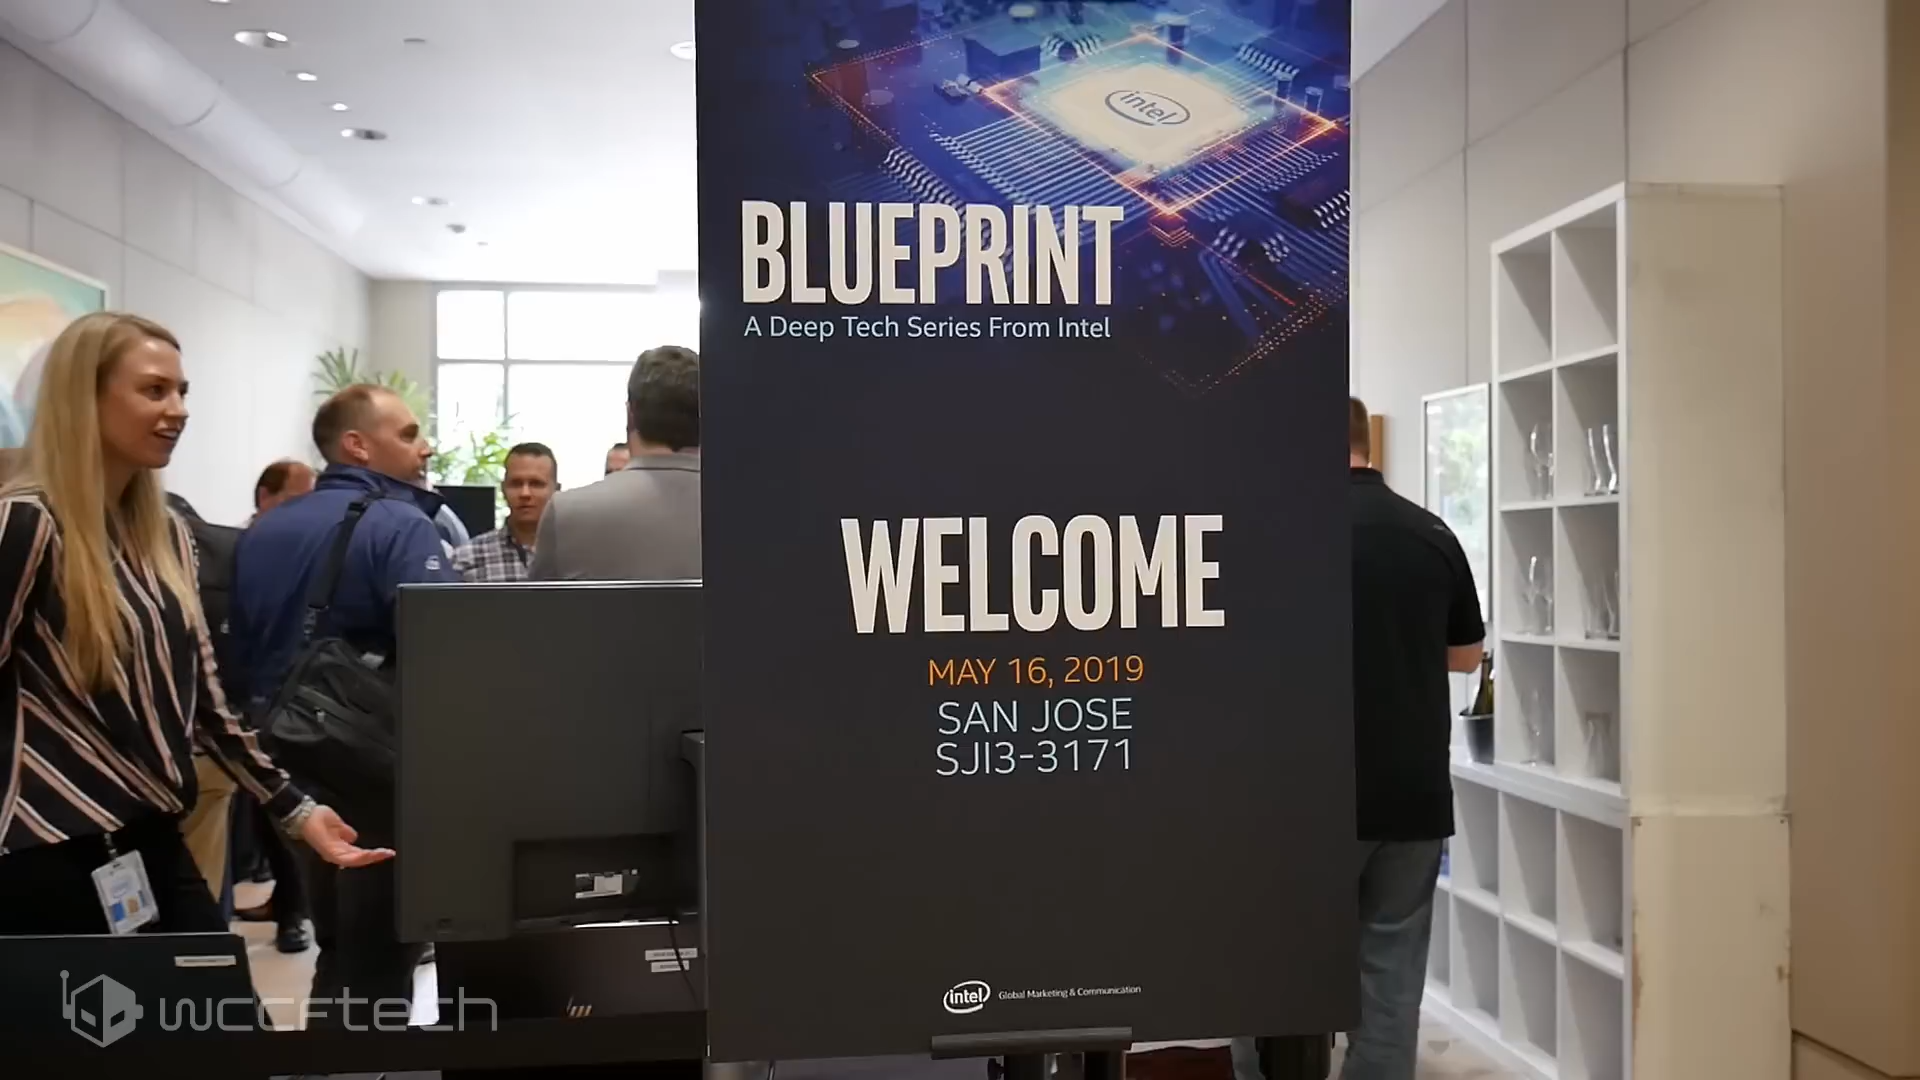 intel
BLUEPRINT
A Deep Tech Series From Intel
WELCOME
MAY 16, 2019
SAN JOSE
SJI3-3171
intel Global Marketing & Communication
hp
wccftech